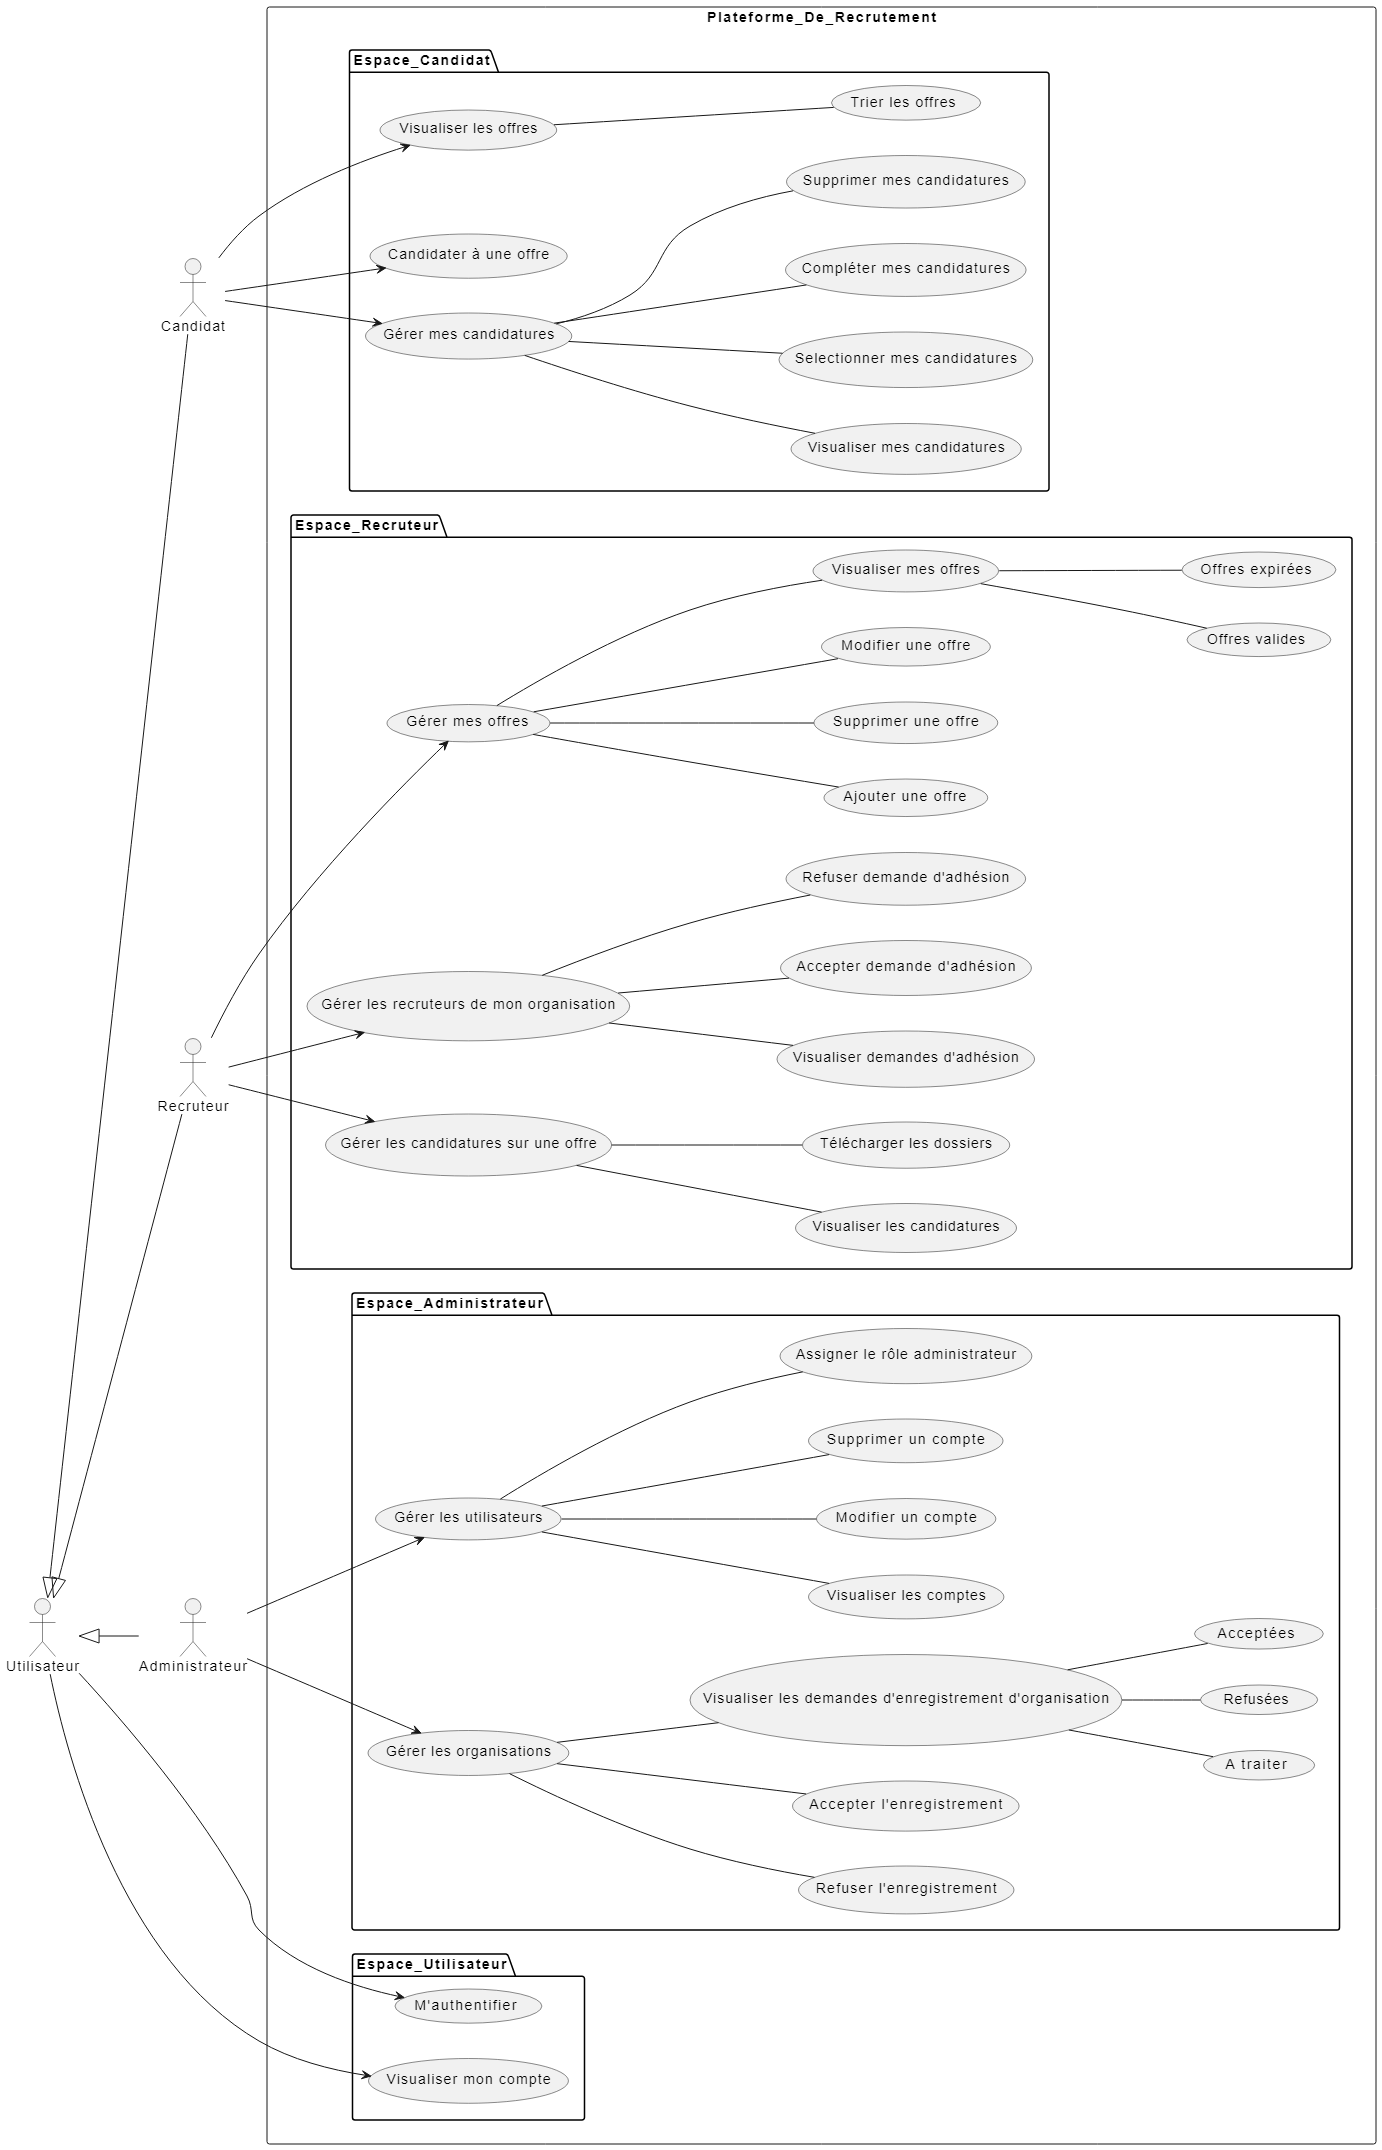 Plateforme_De_Recrutement
Espace_Candidat
Trier les offres
Visualiser les offres
Supprimer mes candidatures
Candidater à une offre
Compléter mes candidatures
Candidat
Gérer mes candidatures
Selectionner mes candidatures
Visualiser mes candidatures
Espace_Recruteur
Visualiser mes offres
Offres expirées
Offres valides
Modifier une offre
Gérer mes offres
Supprimer une offre
Ajouter une offre
Refuser demande d'adhésion
Accepter demande d'adhésion
Gérer les recruteurs de mon organisation
Visualiser demandes d'adhésion
Recruteur
Gérer les candidatures sur une offre
Télécharger les dossiers
Visualiser les candidatures
Espace_Administrateur
Assigner le rôle administrateur
Supprimer un compte
Gérer les utilisateurs
Modifier un compte
Visualiser les comptes
Acceptées
Utilisateur
Administrateur
Visualiser les demandes d'enregistrement d'organisation
Refusées
Gérer les organisations
A traiter
Accepter l'enregistrement
Refuser l'enregistrement
Espace_Utilisateur
M'authentifier
Visualiser mon compte